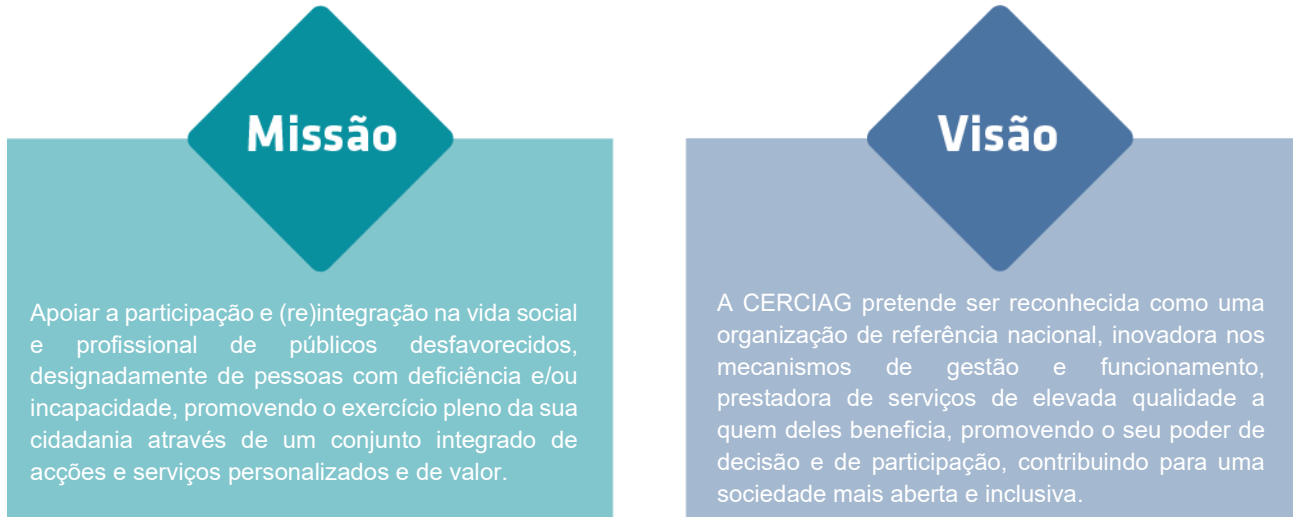 Missão
Apoiar a participação e (re)integração na vida social
e profissional de públicos desfavorecidos,
designadamente de pessoas com deficiência e/ou
incapacidade, promovendo o exercício pleno da sua
cidadania através de um conjunto integrado de
acções e serviços personalizados e de valor.
Visão
A CERCIAG pretende ser reconhecida como uma
organização de referência nacional, inovadora nos
mecanismos de gestão e funcionamento,
prestadora de serviços de elevada qualidade a
quem deles beneficia, promovendo o seu poder de
decisão e de participação, contribuindo para uma
sociedade mais aberta e inclusiva.